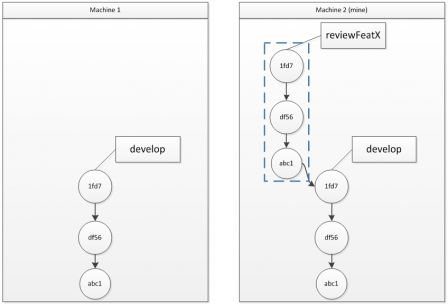 Machine 1
develop
1fd7
df56
abc1
Machine 2 (mine)
reviewFeatX
1fd7
df56
abc1
develop
1fd7
df56
abc1